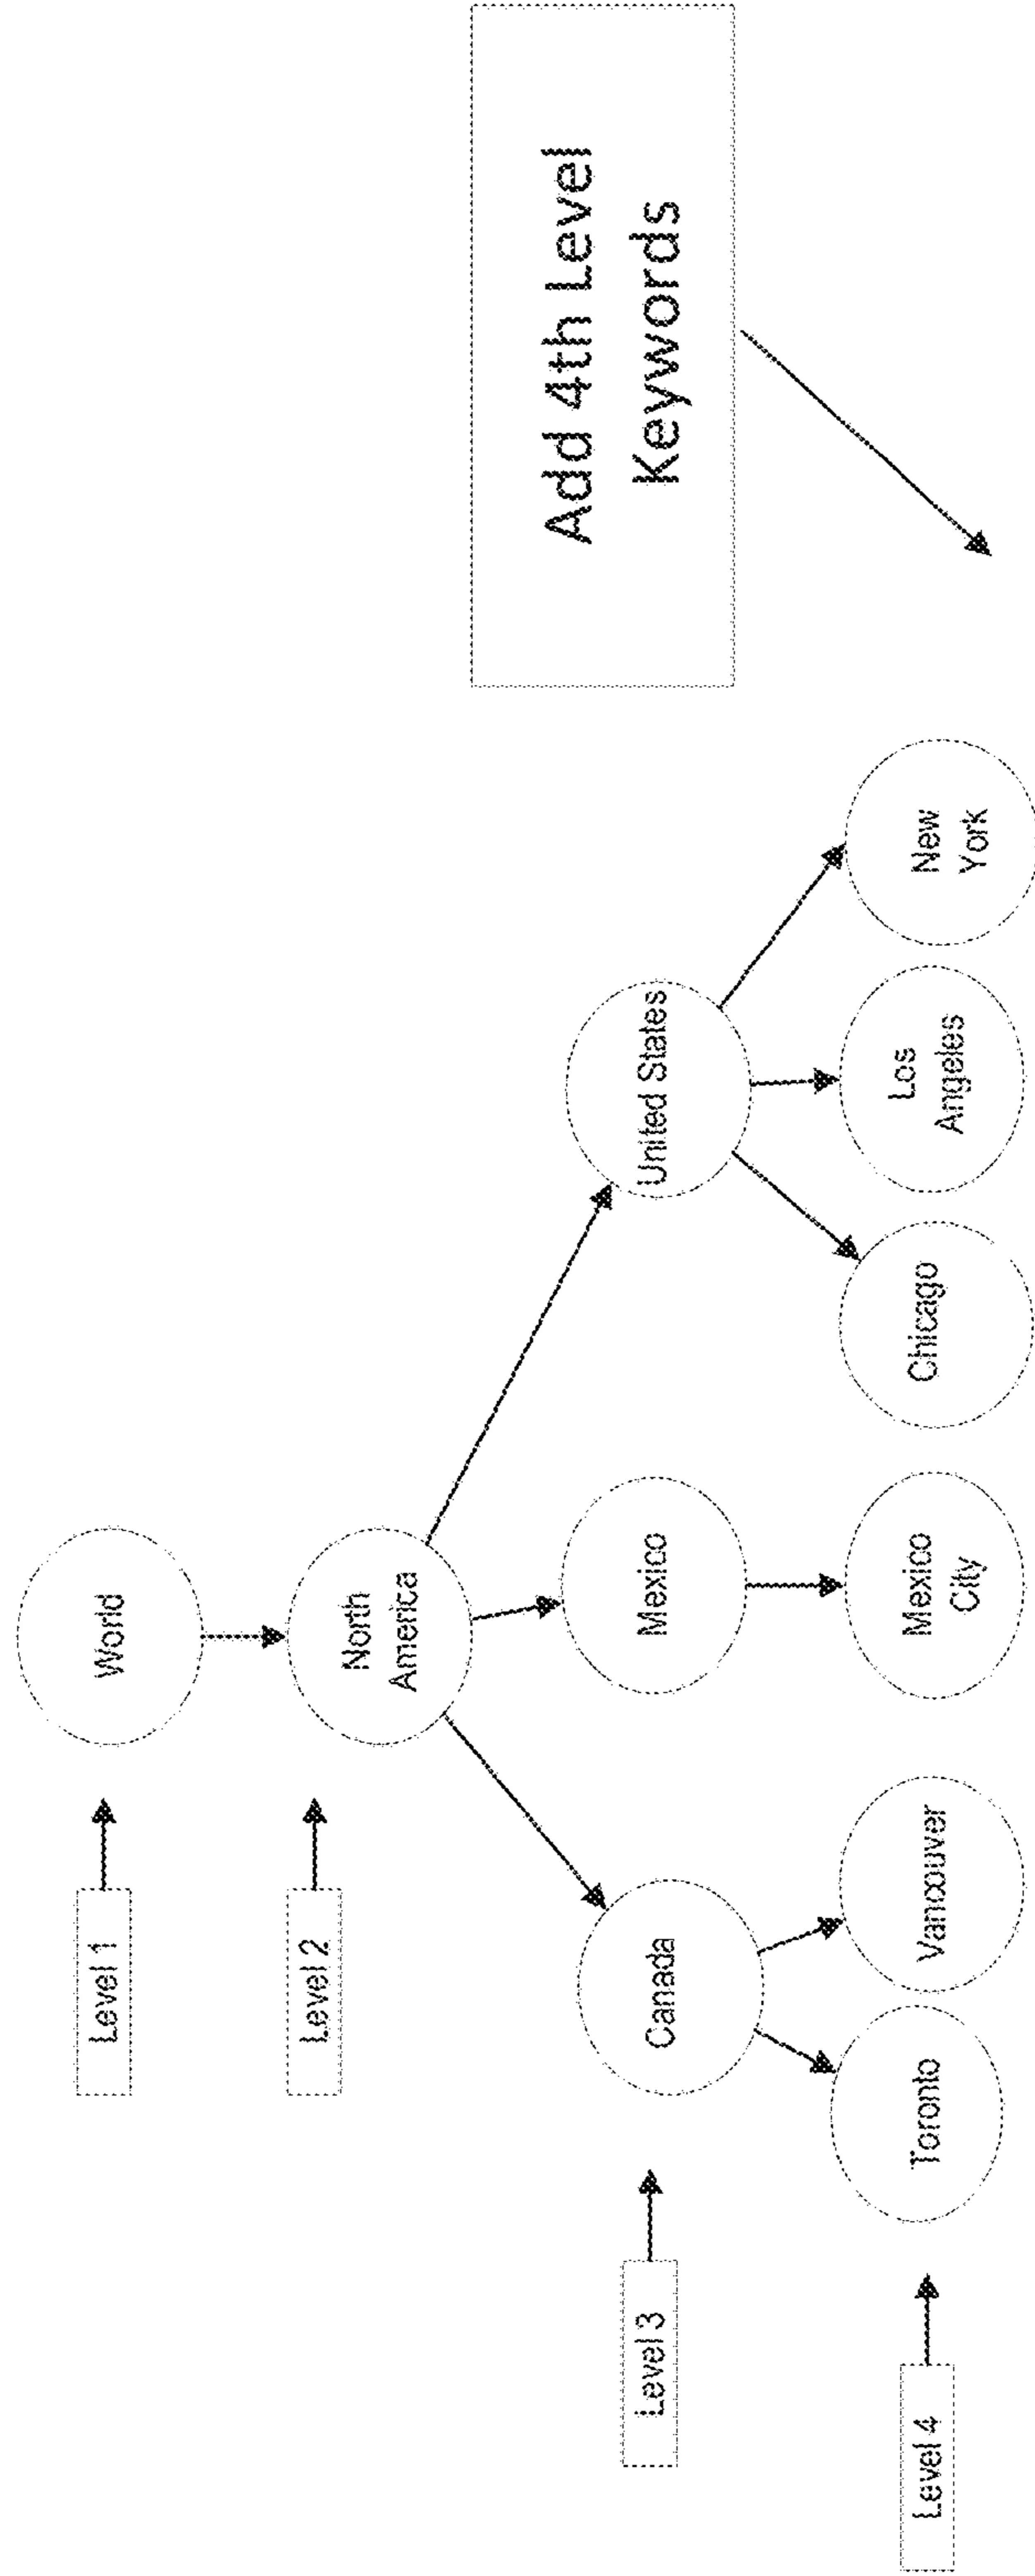 Level 1
World
Level 2
North
America
Add 4th Level
Keywords
Level 3
Canada
Mexico
United States
Level 4
Toronto
Vancouver
Mexico
City
Chicago
Los
Angeles
New
York